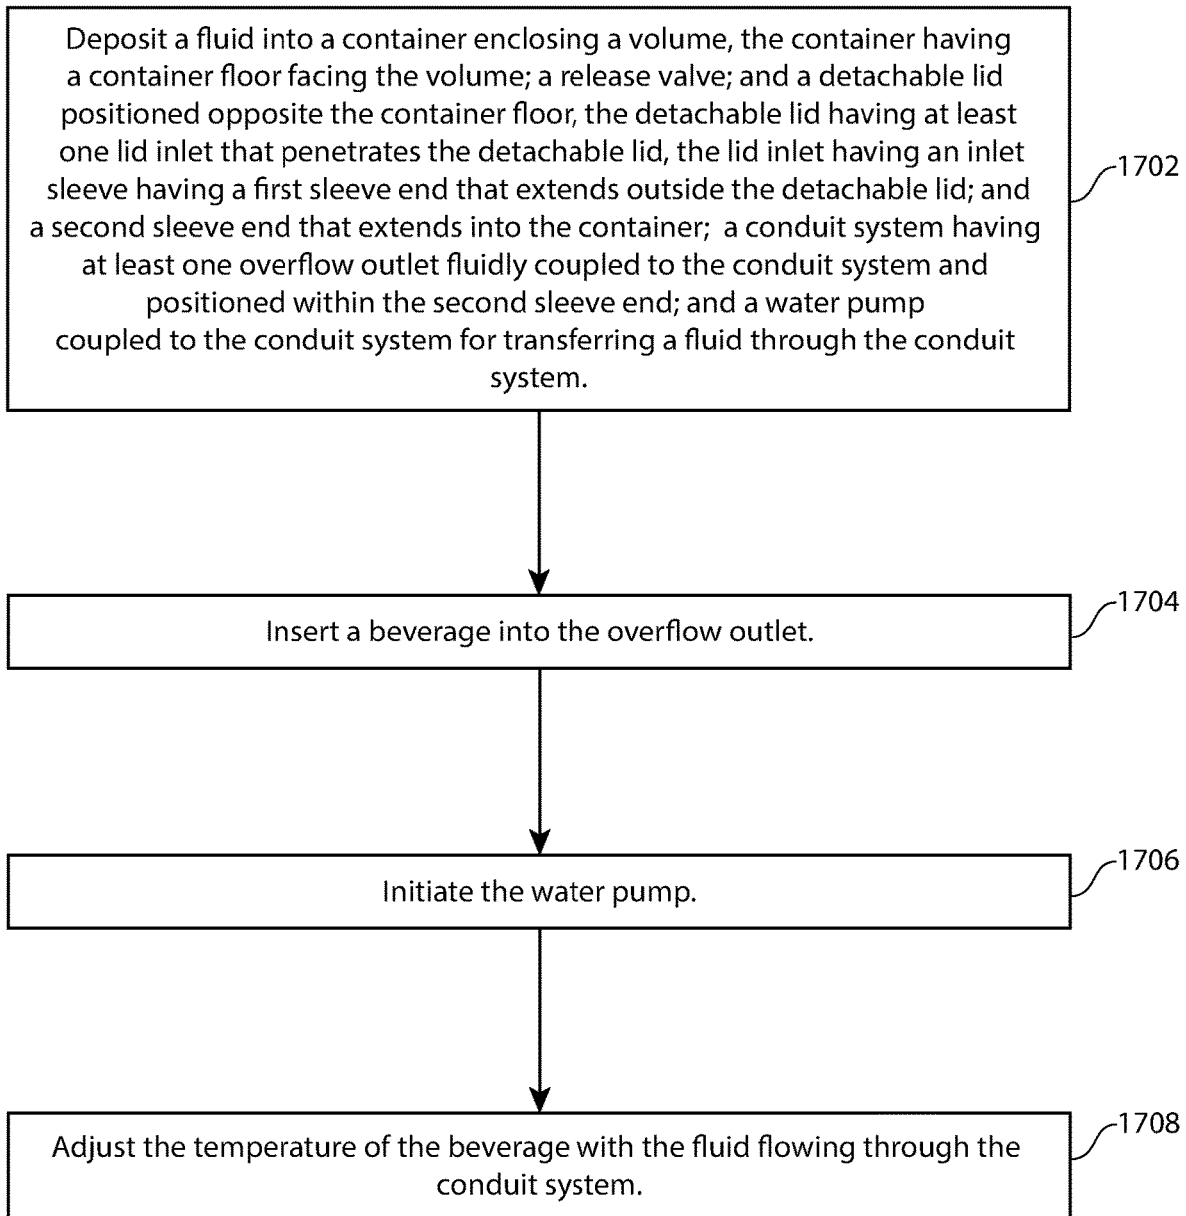 Deposit a fluid into a container enclosing a volume, the container having
a container floor facing the volume; a release valve; and a detachable lid
positioned opposite the container floor, the detachable lid having at least
one lid inlet that penetrates the detachable lid, the lid inlet having an inlet
sleeve having a first sleeve end that extends outside the detachable lid; and
a second sleeve end that extends into the container; a conduit system having
at least one overflow outlet fluidly coupled to the conduit system and
positioned within the second sleeve end; and a water pump
coupled to the conduit system for transferring a fluid through the conduit
system.
1702
Insert a beverage into the overflow outlet.
1704
Initiate the water pump.
1706
Adjust the temperature of the beverage with the fluid flowing through the
conduit system.
1708